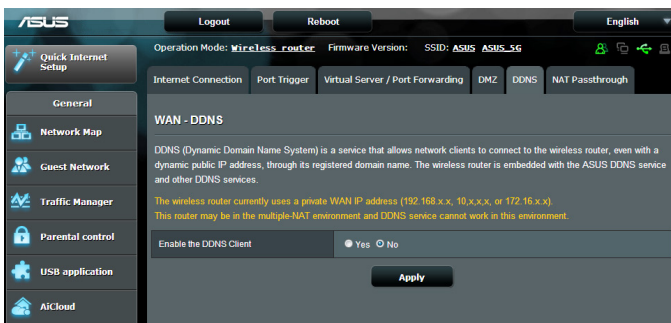 ASUS
Logout
Reboot
English
Quick Internet
Setup
Operation Mode: Wireless router Firmware Version: SSID: ASUS ASUS_5G
Internet Connection
Port Trigger
Virtual Server / Port Forwarding
DMZ
DDNS
NAT Passthrough
General
Network Map
Guest Network
Traffic Manager
Parental control
USB application
AiCloud
WAN - DDNS
DDNS (Dynamic Domain Name System) is a service that allows network clients to connect to the wireless router, even with a
dynamic public IP address, through its registered domain name. The wireless router is embedded with the ASUS DDNS service
and other DDNS services.
The wireless router currently uses a private WAN IP address (192.168.x.x, 10,x,x,x, or 172.16.x.x).
This router may be in the multiple-NAT environment and DDNS service cannot work in this environment.
Enable the DDNS Client
Yes No
Apply